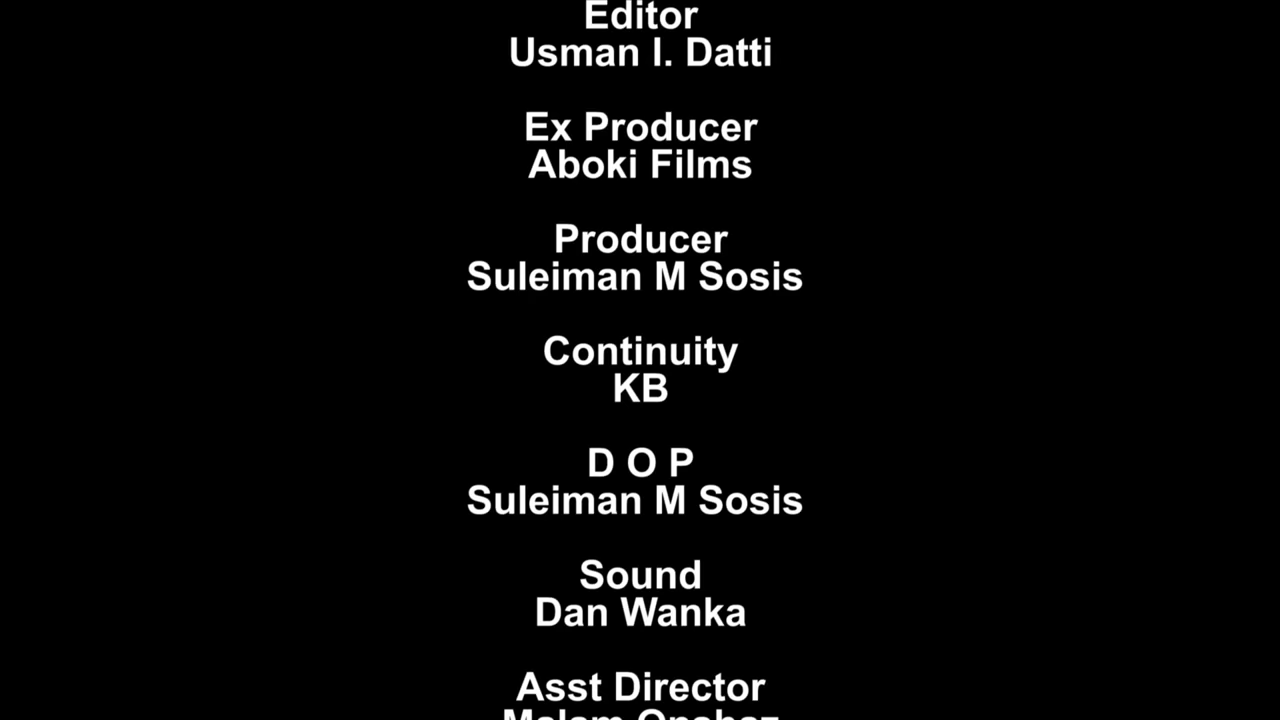 Editor
Usman I. Datti
Ex Producer
Aboki Films
Producer
Suleiman M Sosis
Continuity
KB
D O P
Suleiman M Sosis
Sound
Dan Wanka
Asst Director